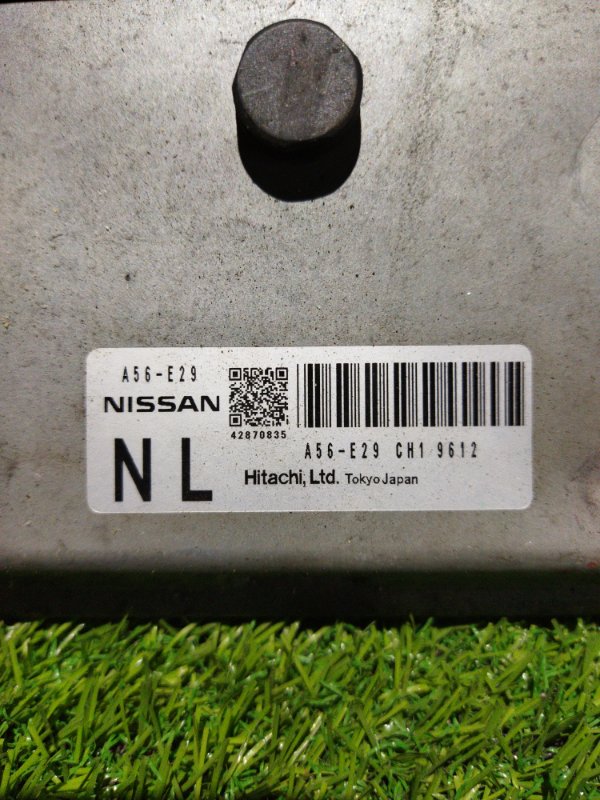 A56-E29
NISSAN
42870835
A56-E29 CH1 9612
NL
Hitachi, Ltd. Tokyo Japan